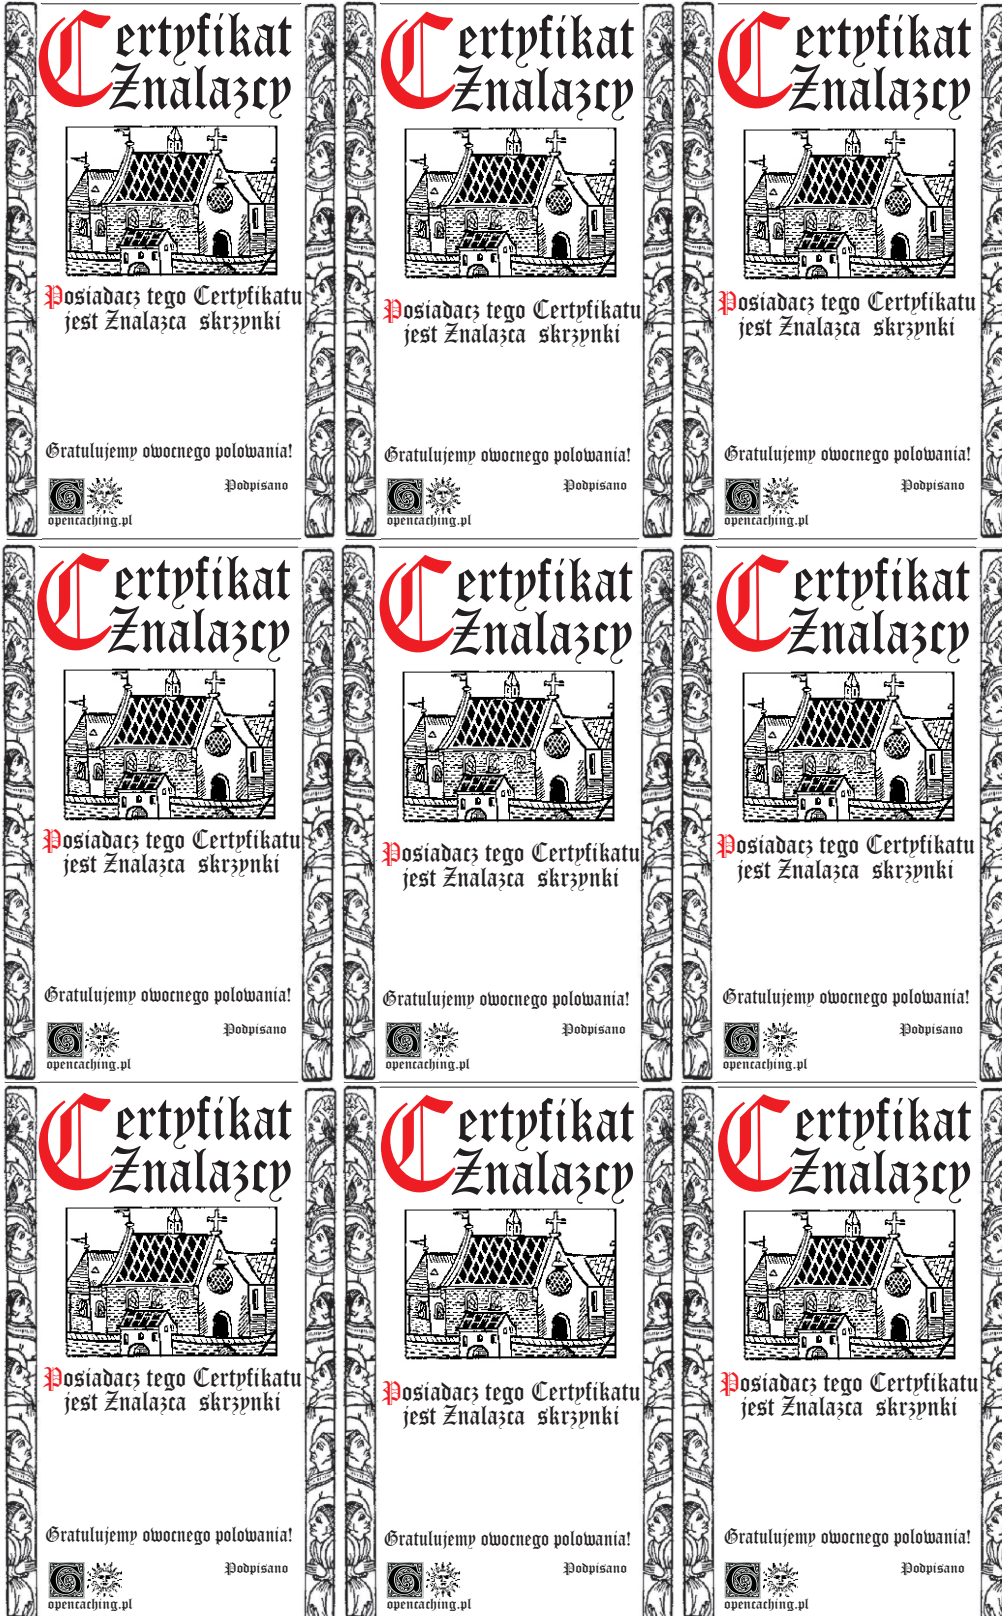 Certyfikat
Znalazcy
Posiadacz tego Certyfikatu
jest Znalazca skrzynki
Gratulujemy owocnego polowania!
Podpisano
opencaching.pl
Certyfikat
Znalazcy
Posiadacz tego Certyfikatu
jest Znalazca skrzynki
Gratulujemy owocnego polowania!
Podpisano
opencaching.pl
Certyfikat
Znalazcy
Posiadacz tego Certyfikatu
jest Znalazca skrzynki
Gratulujemy owocnego polowania!
Podpisano
opencaching.pl
Certyfikat
Znalazcy
Posiadacz tego Certyfikatu
jest Znalazca skrzynki
Gratulujemy owocnego polowania!
Podpisano
opencaching.pl
Certyfikat
Znalazcy
Posiadacz tego Certyfikatu
jest Znalazca skrzynki
Gratulujemy owocnego polowania!
Podpisano
opencaching.pl
Certyfikat
Znalazcy
Posiadacz tego Certyfikatu
jest Znalazca skrzynki
Gratulujemy owocnego polowania!
Podpisano
opencaching.pl
Certyfikat
Znalazcy
Posiadacz tego Certyfikatu
jest Znalazca skrzynki
Gratulujemy owocnego polowania!
Podpisano
opencaching.pl
Certyfikat
Znalazcy
Posiadacz tego Certyfikatu
jest Znalazca skrzynki
Gratulujemy owocnego polowania!
Podpisano
opencaching.pl
Certyfikat
Znalazcy
Posiadacz tego Certyfikatu
jest Znalazca skrzynki
Gratulujemy owocnego polowania!
Podpisano
opencaching.pl